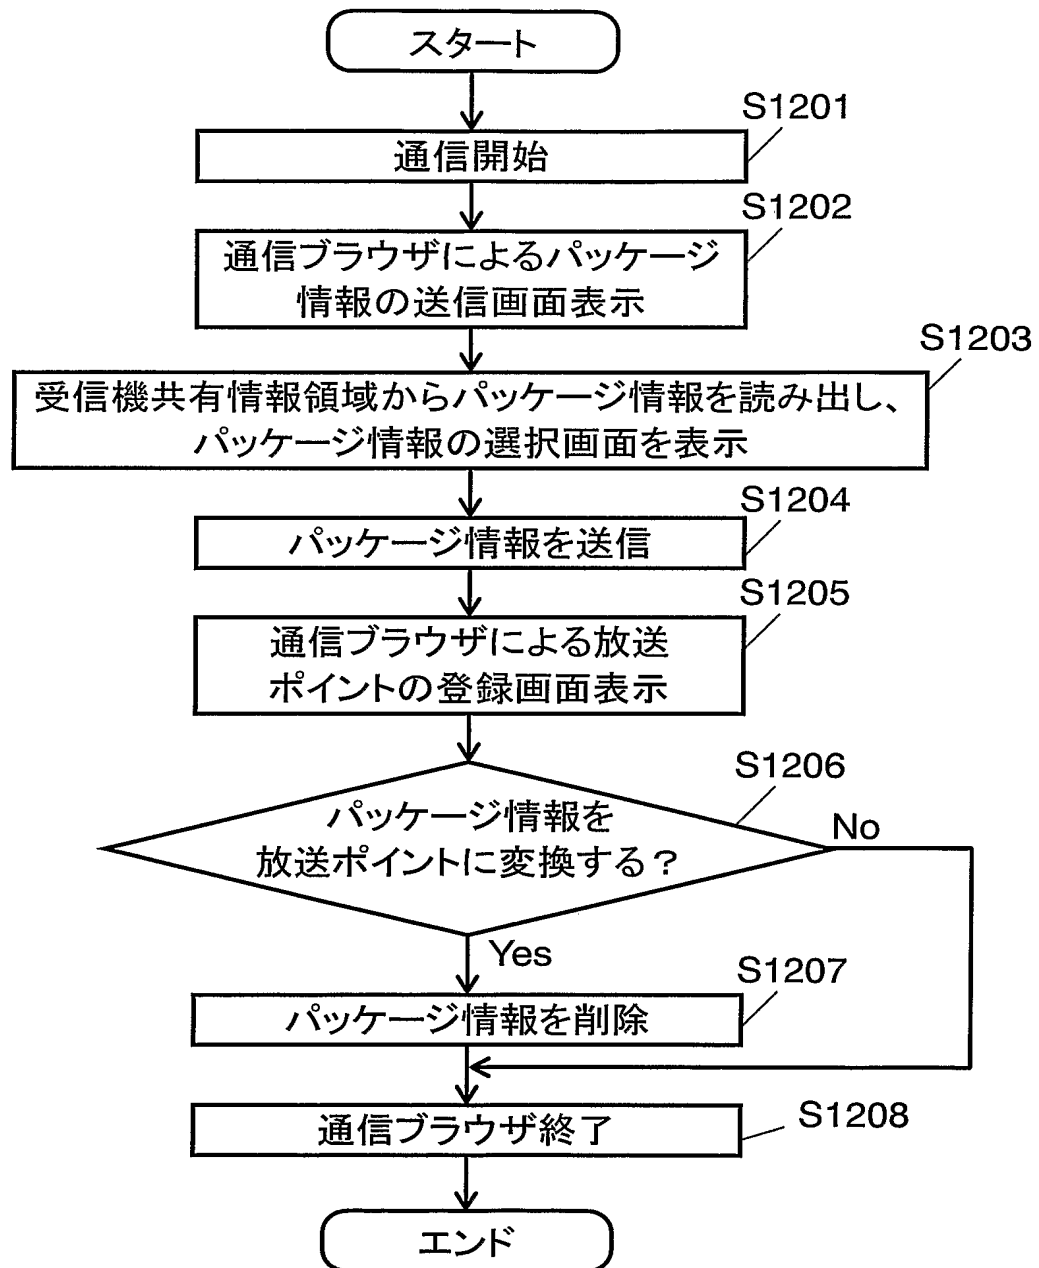 スタート
S1201
通信開始
S1202
通信ブラウザによるパッケージ
情報の送信画面表示
S1203
受信機共有情報領域からパッケージ情報を読み出し、
パッケージ情報の選択画面を表示
S1204
パッケージ情報を送信
S1205
通信ブラウザによる放送
ポイントの登録画面表示
S1206
パッケージ情報を
放送ポイントに変換する？
No
Yes
S1207
パッケージ情報を削除
S1208
通信ブラウザ終了
エンド